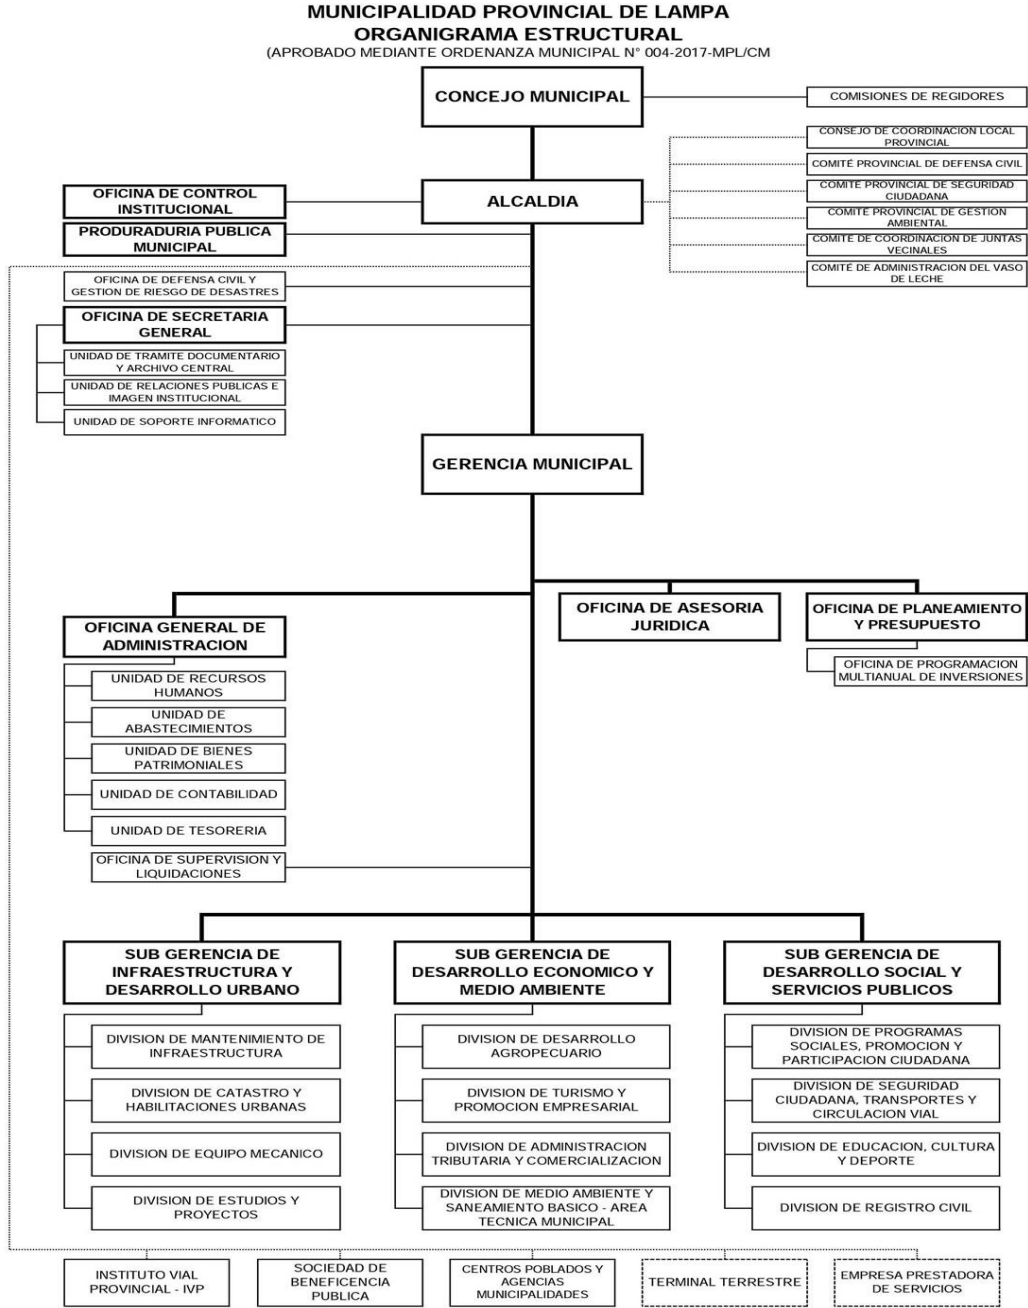 MUNICIPALIDAD PROVINCIAL DE LAMPA
ORGANIGRAMA ESTRUCTURAL
(APROBADO MEDIANTE ORDENANZA MUNICIPAL N° 004-2017-MPL/CM
CONCEJO MUNICIPAL
COMISIONES DE REGIDORES
CONSEJO DE COORDINACION LOCAL
PROVINCIAL
COMITÉ PROVINCIAL DE DEFENSA CIVIL
COMITE PROVINCIAL DE SEGURIDAD
CIUDADANA
COMITE PROVINCIAL DE GESTION
AMBIENTAL
COMITE DE COORDINACION DE JUNTAS
VECINALES
COMITÉ DE ADMINISTRACION DEL VASO
DE LECHE
ALCALDIA
OFICINA DE CONTROL
INSTITUCIONAL
PRODURADURIA PUBLICA
MUNICIPAL
OFICINA DE DEFENSA CIVIL Y
GESTION DE RIESGO DE DESASTRES
OFICINA DE SECRETARIA
GENERAL
UNIDAD DE TRAMITE DOCUMENTARIO
Y ARCHIVO CENTRAL
UNIDAD DE RELACIONES PUBLICAS E
IMAGEN INSTITUCIONAL
UNIDAD DE SOPORTE INFORMATICO
GERENCIA MUNICIPAL
OFICINA GENERAL DE
ADMINISTRACION
UNIDAD DE RECURSOS
HUMANOS
UNIDAD DE
ABASTECIMIENTOS
UNIDAD DE BIENES
PATRIMONIALES
UNIDAD DE CONTABILIDAD
UNIDAD DE TESORERIA
OFICINA DE SUPERVISION Y
LIQUIDACIONES
OFICINA DE ASESORIA
JURIDICA
OFICINA DE PLANEAMIENTO
Y PRESUPUESTO
OFICINA DE PROGRAMACION
MULTIANUAL DE INVERSIONES
SUB GERENCIA DE
INFRAESTRUCTURA Y
DESARROLLO URBANO
DIVISION DE MANTENIMIENTO DE
INFRAESTRUCTURA
DIVISION DE CATASTRO Y
HABILITACIONES URBANAS
DIVISION DE EQUIPO MECANICO
DIVISION DE ESTUDIOS Y
PROYECTOS
SUB GERENCIA DE
DESARROLLO ECONOMICO Y
MEDIO AMBIENTE
DIVISION DE DESARROLLO
AGROPECUARIO
DIVISION DE TURISMO Y
PROMOCION EMPRESARIAL
DIVISION DE ADMINISTRACION
TRIBUTARIA Y COMERCIALIZACION
DIVISION DE MEDIO AMBIENTE Y
SANEAMIENTO BASICO - AREA
TECNICA MUNICIPAL
SUB GERENCIA DE
DESARROLLO SOCIAL Y
SERVICIOS PUBLICOS
DIVISION DE PROGRAMAS
SOCIALES, PROMOCION Y
PARTICIPACION CIUDADANA
DIVISION DE SEGURIDAD
CIUDADANA, TRANSPORTES Y
CIRCULACION VIAL
DIVISION DE EDUCACION, CULTURA
Y DEPORTE
DIVISION DE REGISTRO CIVIL
INSTITUTO VIAL
PROVINCIAL - IVP
SOCIEDAD DE
BENEFICENCIA
PUBLICA
CENTROS POBLADOS Y
AGENCIAS
MUNICIPALIDADES
TERMINAL TERRESTRE
EMPRESA PRESTADORA
DE SERVICIOS